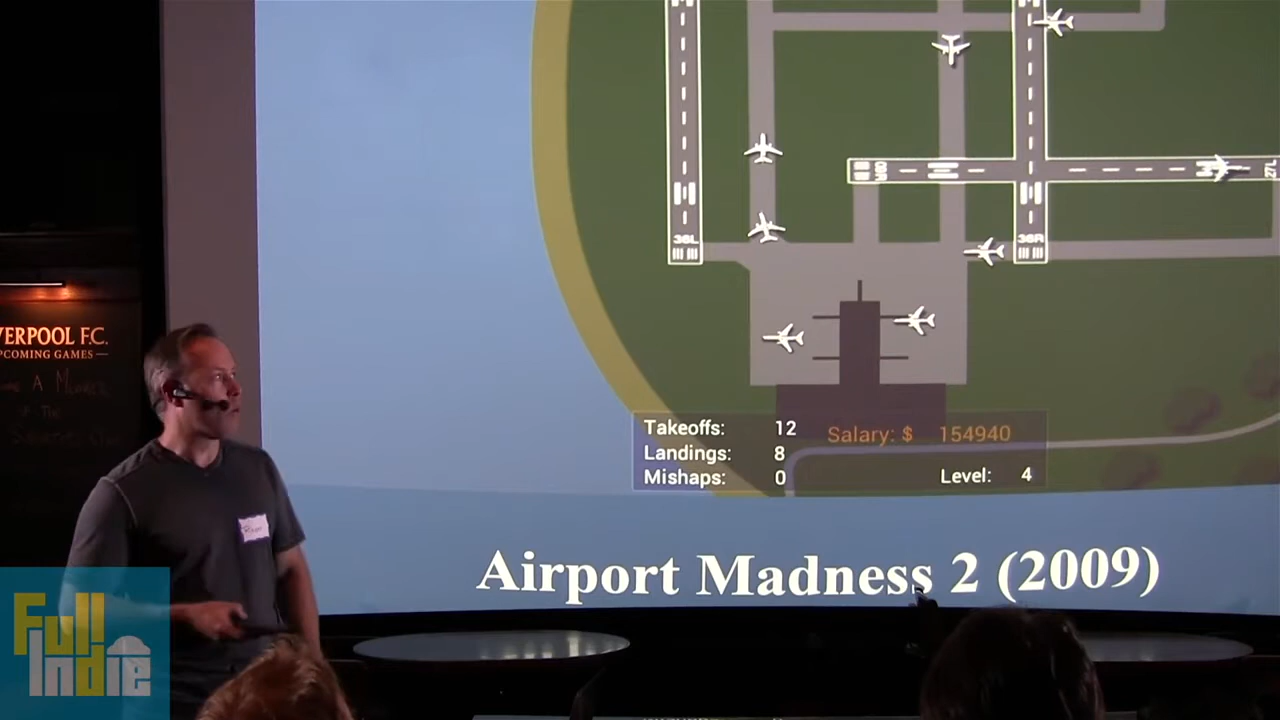 36L
36R
09R
27L
Takeoffs: 12
Landings: 8
Mishaps: 0
Salary: $ 154940
Level: 4
Airport Madness 2 (2009)
VERPOOL F.C.
PCOMING GAMES
A
Full
Indie